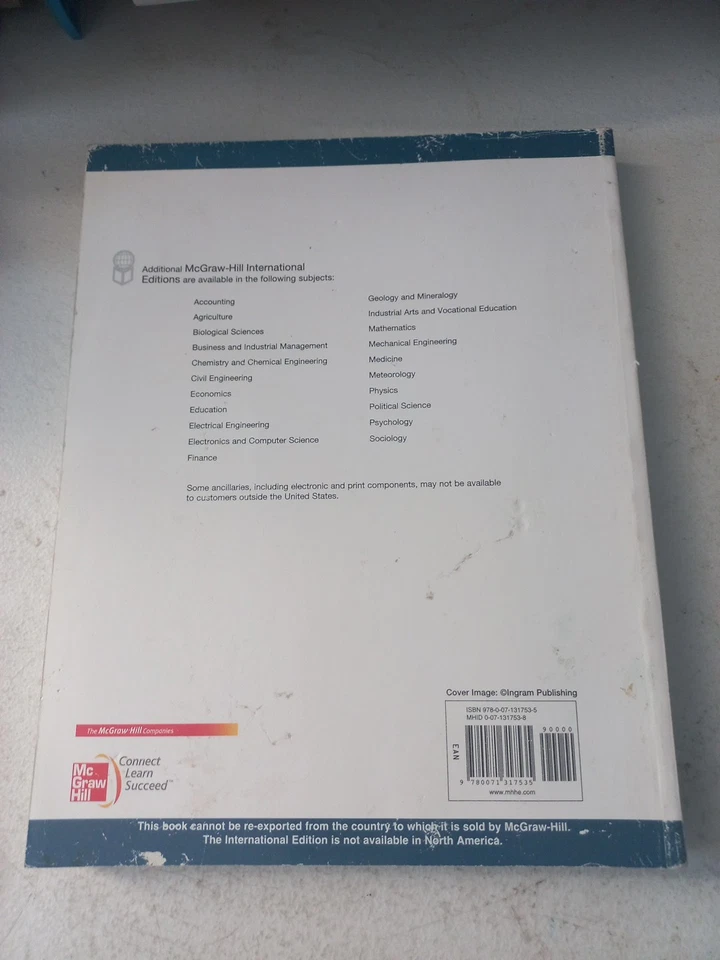 Additional McGraw-Hill International
Editions are available in the following subjects:
Accounting
Agriculture
Biological Sciences
Business and Industrial Management
Chemistry and Chemical Engineering
Civil Engineering
Economics
Education
Electrical Engineering
Electronics and Computer Science
Finance
Geology and Mineralogy
Industrial Arts and Vocational Education
Mathematics
Mechanical Engineering
Medicine
Meteorology
Physics
Political Science
Psychology
Sociology
Some ancillaries, including electronic and print components, may not be available
to customers outside the United States.
Cover Image: ©Ingram Publishing
ISBN 978-0-07-131753-5
MHID 0-07-131753-8
90000
EAN
9 780071 317535
www.mhhe.com
The McGraw-Hill Companies
Mc
Graw
Hill
Connect
Learn
Succeed™
This book cannot be re-exported from the country to which it is sold by McGraw-Hill.
The International Edition is not available in North America.